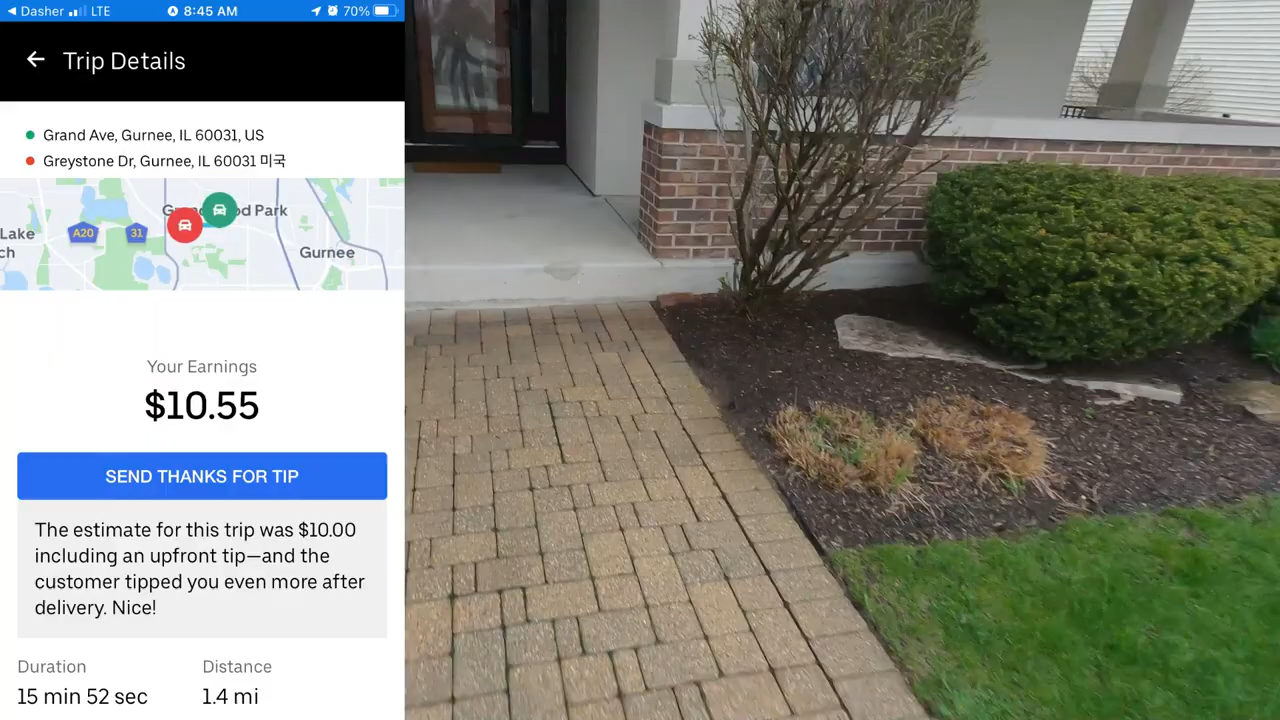 Dasher LTE 8:45 AM 70%
Trip Details
Grand Ave, Gurnee, IL 60031, US
Greystone Dr, Gurnee, IL 60031 미국
Park
Lake
A20 31
Gurnee
Your Earnings
$10.55
SEND THANKS FOR TIP
The estimate for this trip was $10.00
including an upfront tip—and the
customer tipped you even more after
delivery. Nice!
Duration Distance
15 min 52 sec 1.4 mi